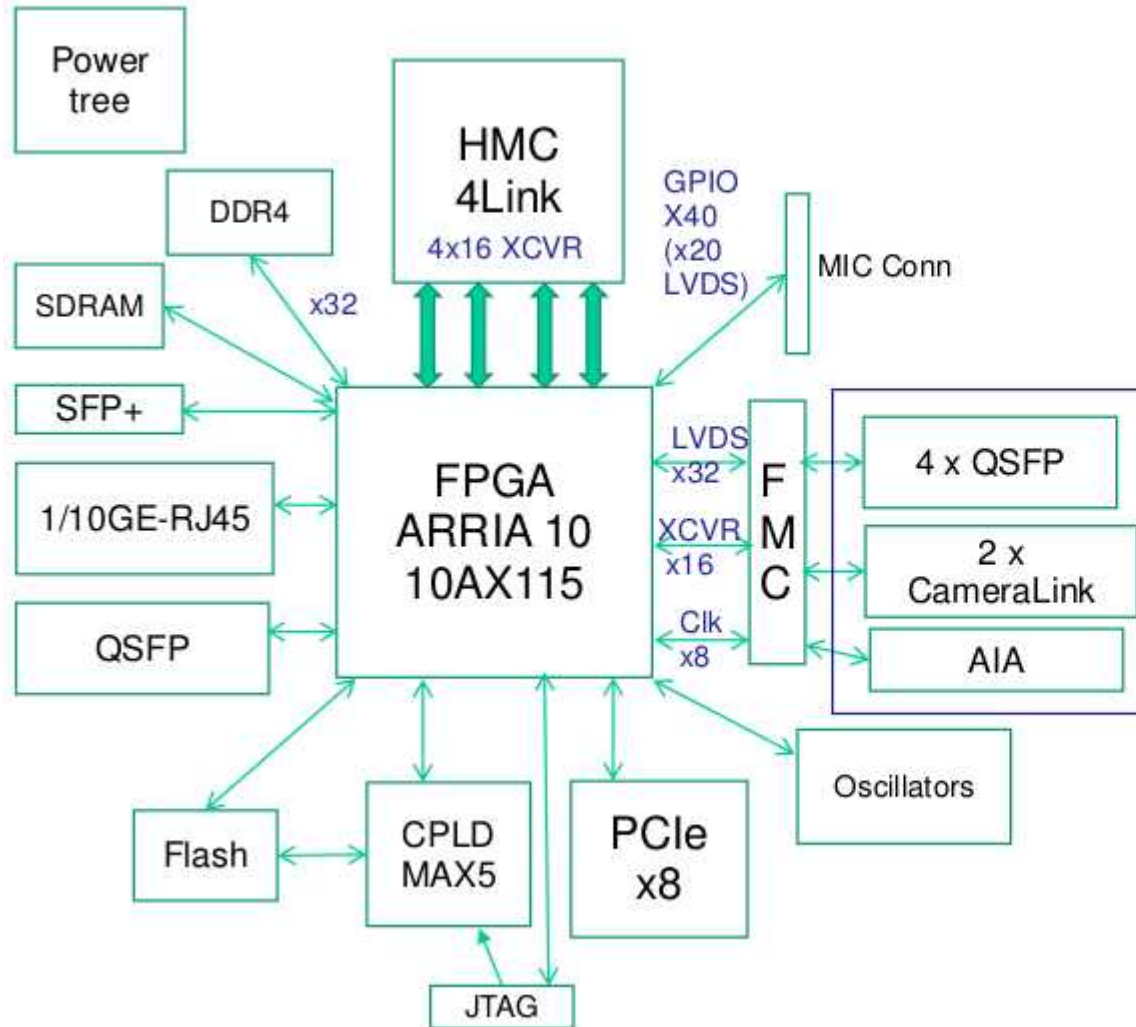 Power
tree
HMC
4Link
4x16 XCVR
DDR4
GPIO
X40
(x20
LVDS)
MIC Conn
SDRAM
x32
SFP+
1/10GE-RJ45
QSFP
FPGA
ARRIA 10
10AX115
LVDS
x32
XCVR
x16
Clk
x8
F
M
C
4 x QSFP
2 x
CameraLink
AIA
Oscillators
Flash
CPLD
MAX5
PCIe
x8
JTAG